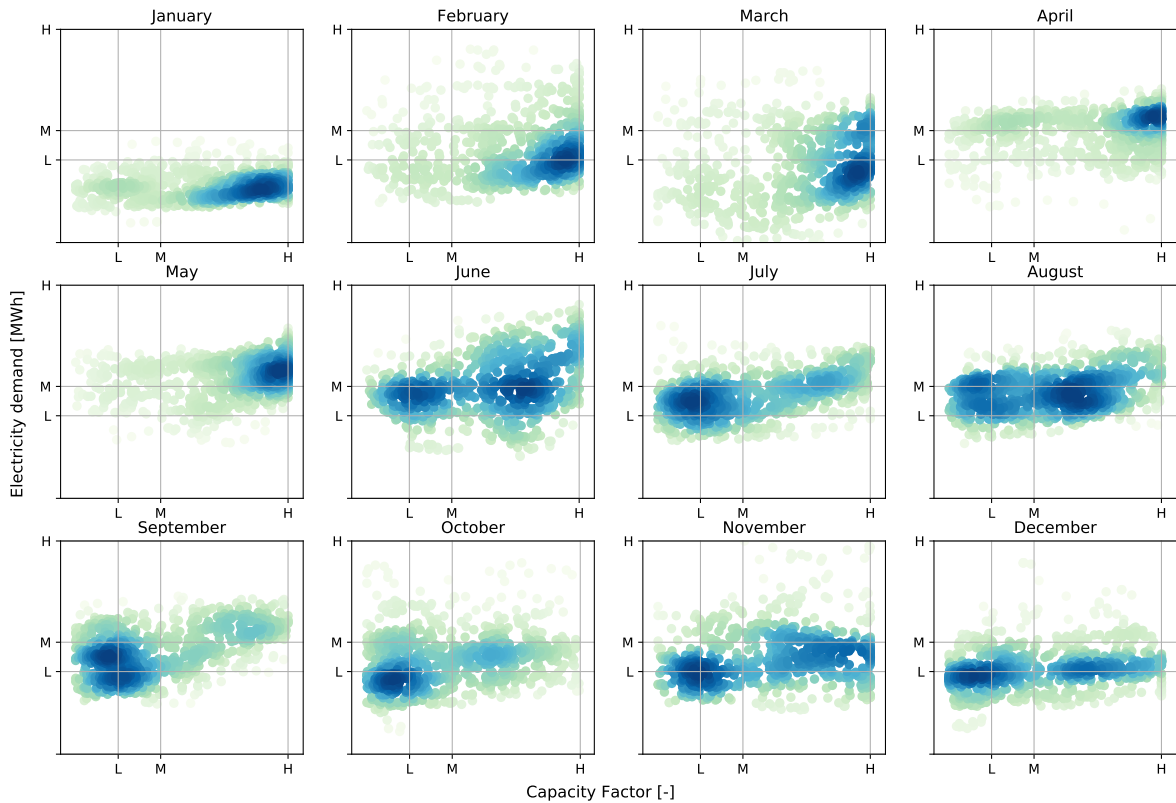 January February March April
H
M
L
L M H L M H L M H L M H
May June July August
H
M
L
L M H L M H L M H L M H
September October November December
H
M
L
L M H L M H L M H L M H
Electricity demand [MWh]
Capacity Factor [-]